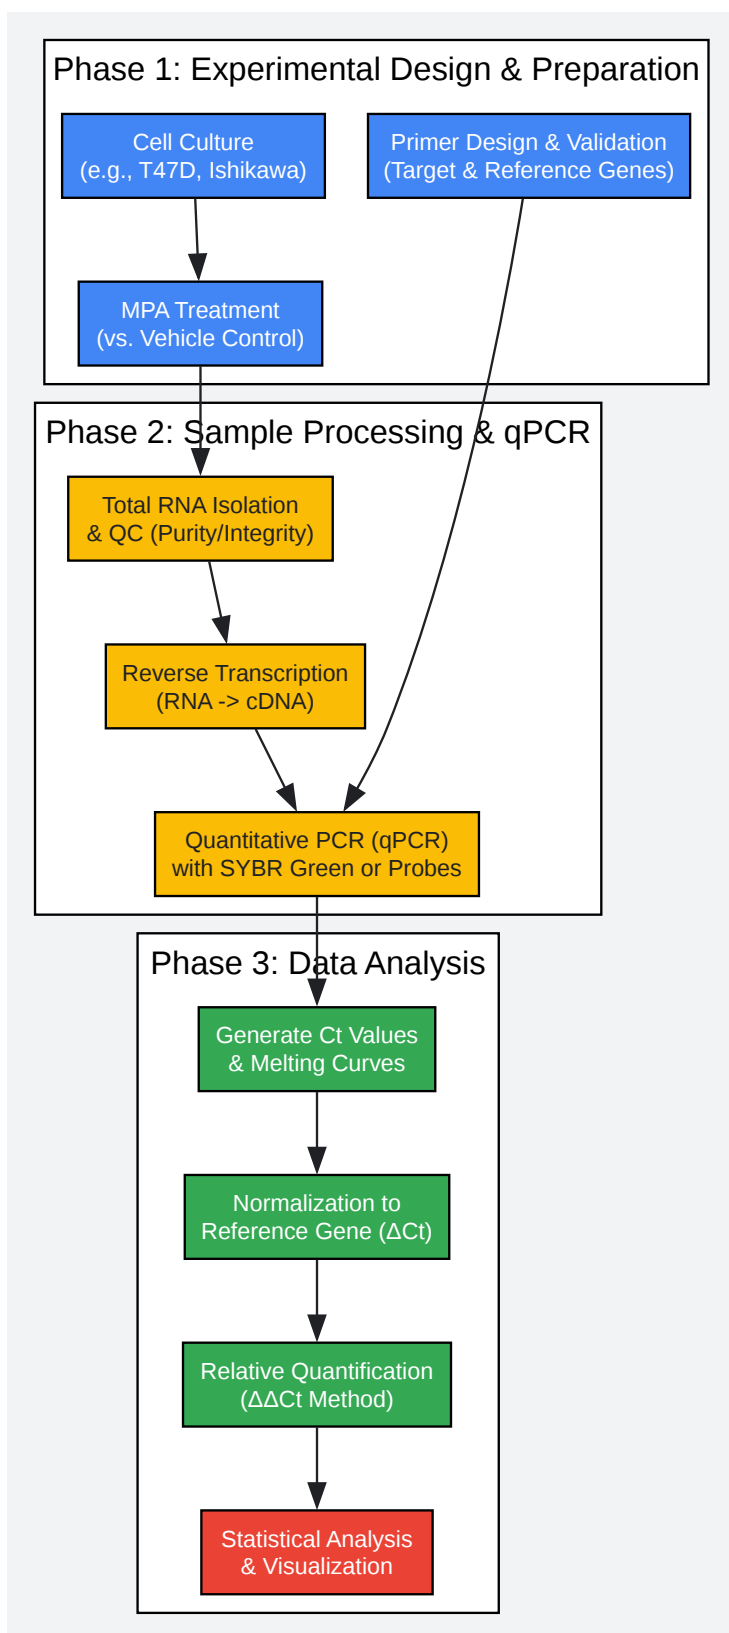 Phase 1: Experimental Design & Preparation
Cell Culture
(e.g., T47D, Ishikawa)
Primer Design & Validation
(Target & Reference Genes)
MPA Treatment
(vs. Vehicle Control)
Phase 2: Sample Processing & qPCR
Total RNA Isolation
& QC (Purity/Integrity)
Reverse Transcription
(RNA -> cDNA)
Quantitative PCR (qPCR)
with SYBR Green or Probes
Phase 3: Data Analysis
Generate Ct Values
& Melting Curves
Normalization to
Reference Gene (ΔCt)
Relative Quantification
(ΔΔCt Method)
Statistical Analysis
& Visualization